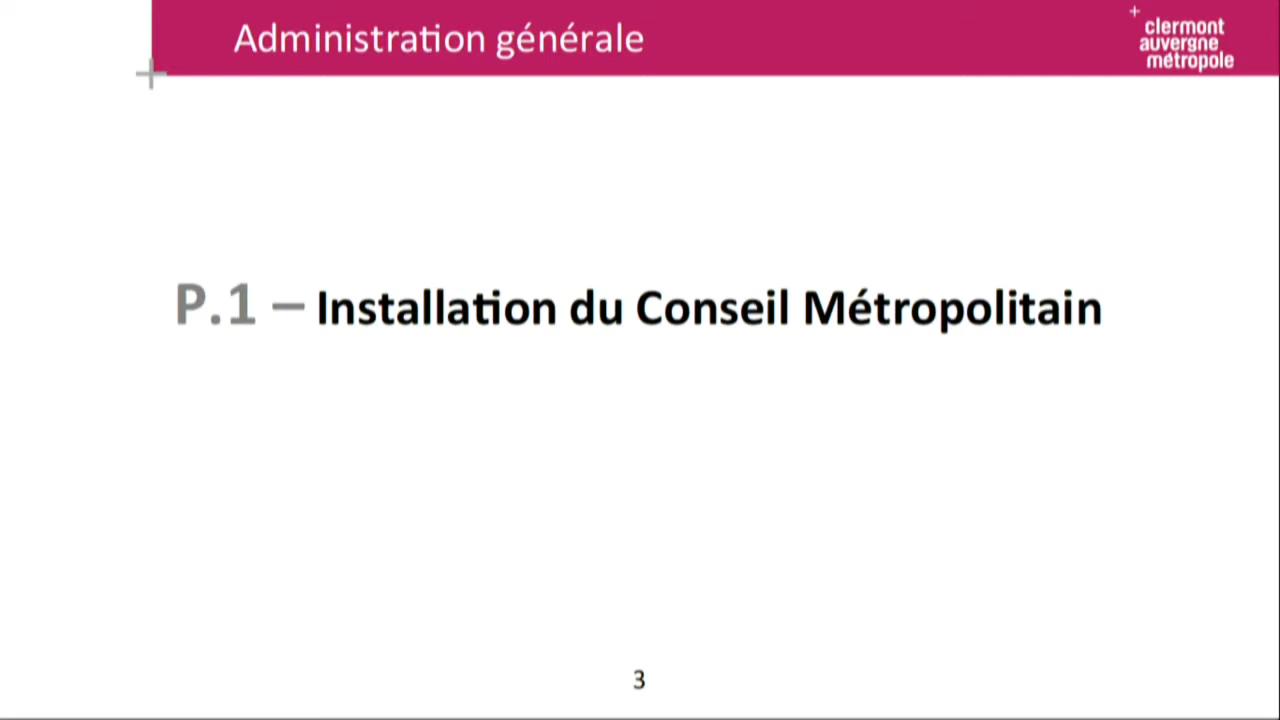 Administration générale
+
clermont
auvergne
métropole
P.1 – Installation du Conseil Métropolitain
3